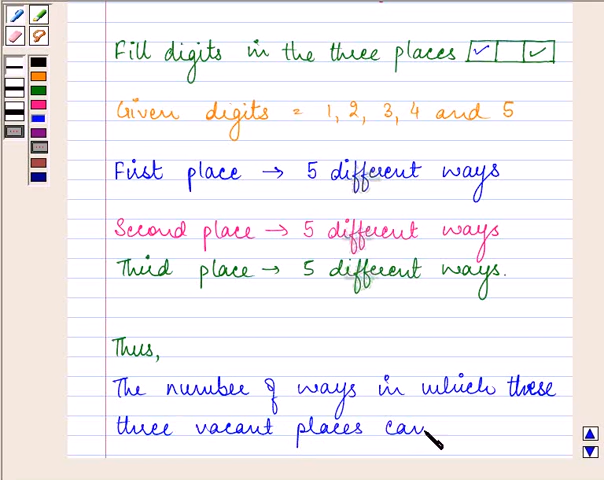 Fill digits in the three places
Given digits = 1, 2, 3, 4 and 5
First place → 5 different ways
Second place → 5 different ways
Third place → 5 different ways.
Thus,
The number of ways in which these
three vacant places can